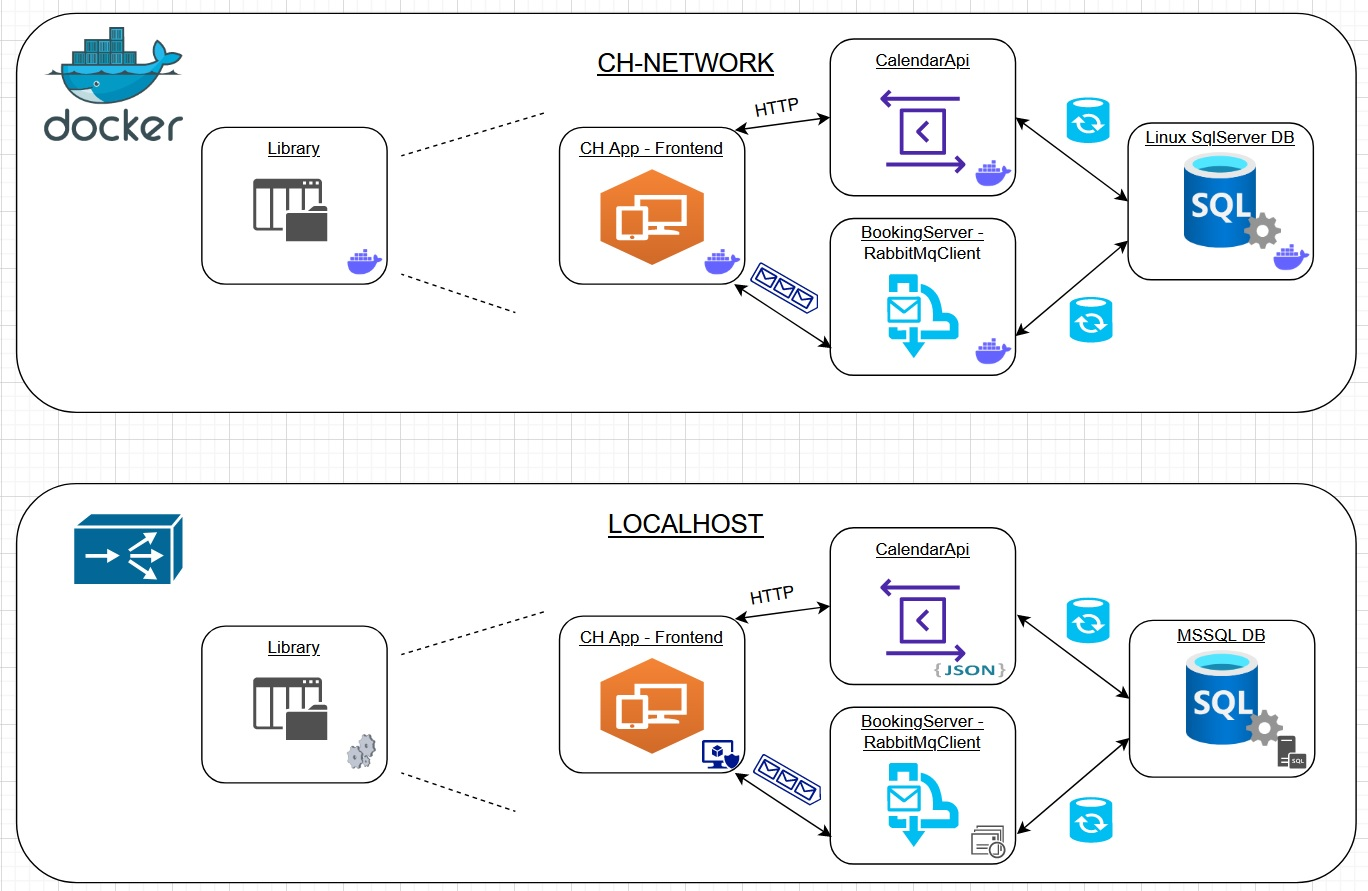 docker
CH-NETWORK
Library
CH App - Frontend
HTTP
CalendarApi
BookingServer -
RabbitMqClient
Linux SqlServer DB
SQL
LOCALHOST
Library
CH App - Frontend
HTTP
CalendarApi
{JSON}
BookingServer -
RabbitMqClient
MSSQL DB
SQL
SQL